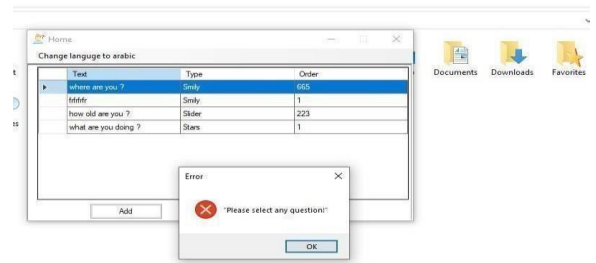 Home
Change languge to arabic
Text Type Order
where are you ? Smily 665
frfrfrfr Smily 1
how old are you ? Slider 223
what are you doing ? Stars 1
Add
Error
"Please select any question!"
OK
Documents Downloads Favorites